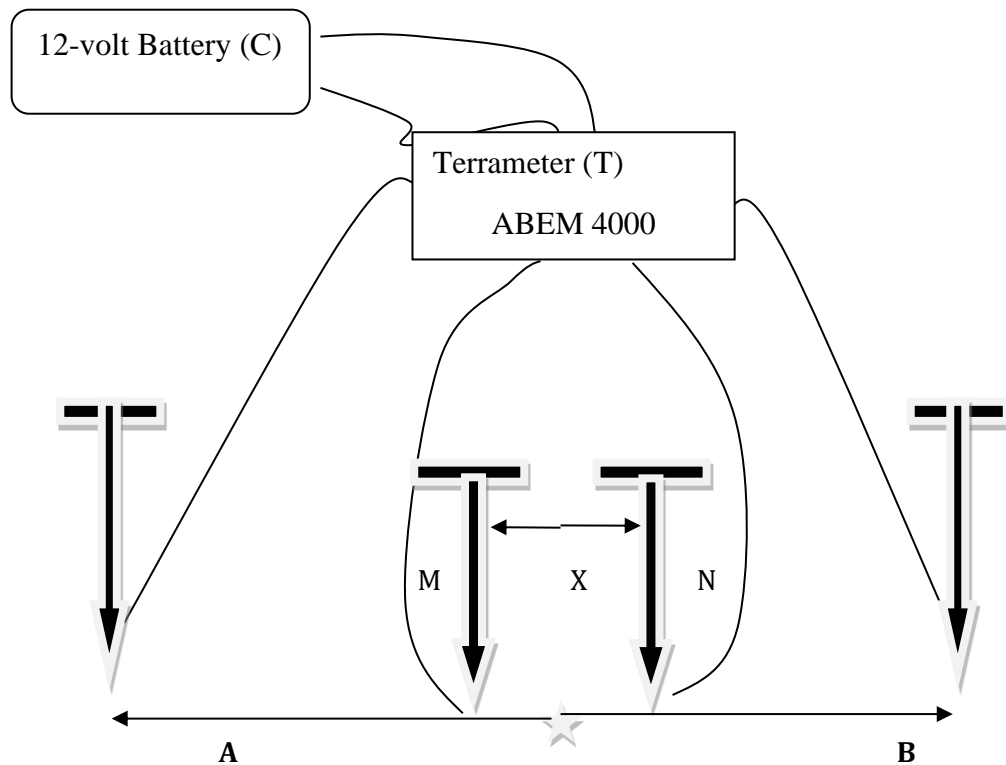 12-volt Battery (C)
Terrameter (T)
ABEM 4000
M X N
A B